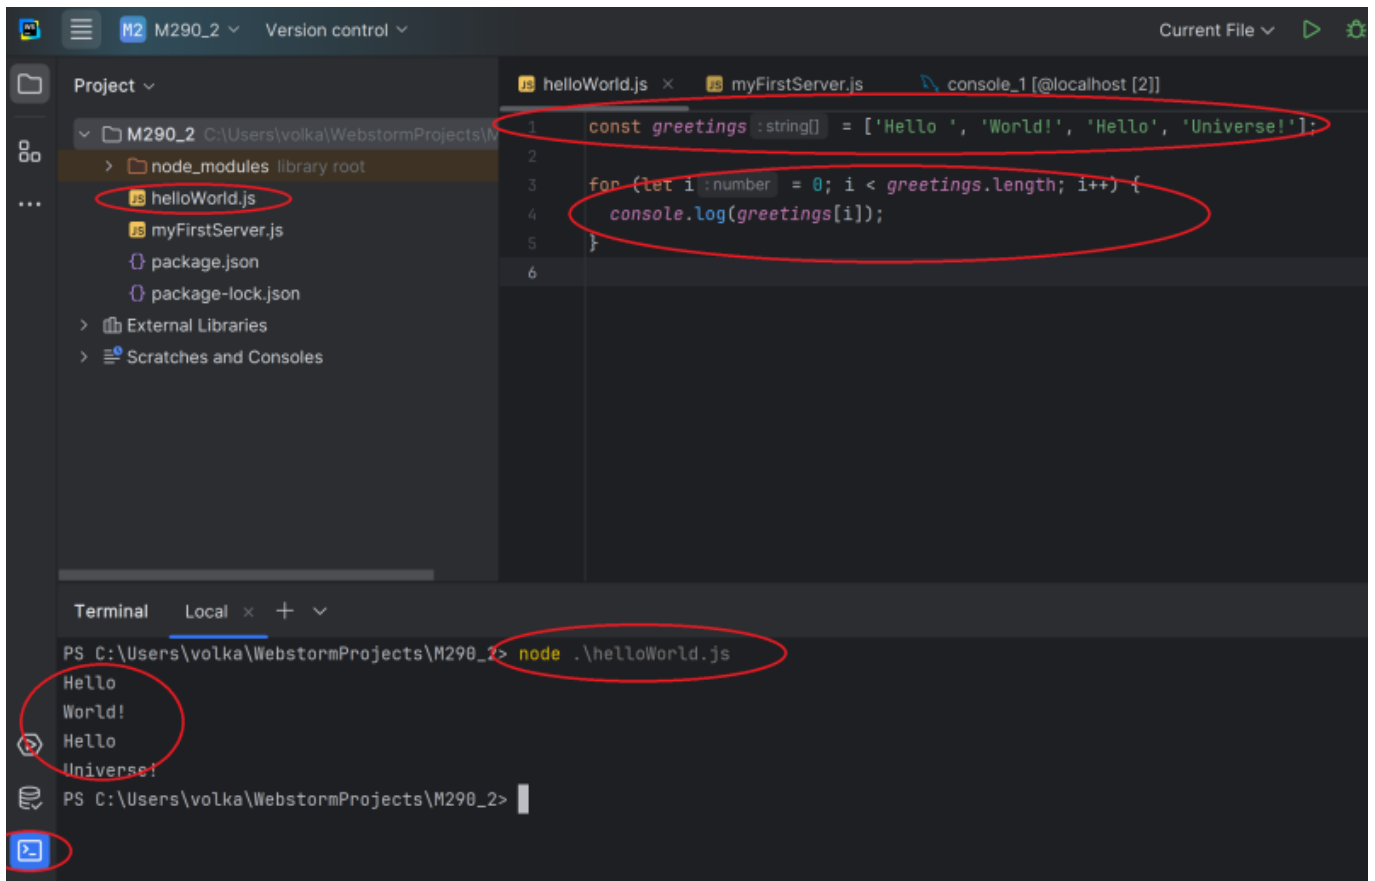 M2 M290_2 Version control Current File
Project
helloWorld.js myFirstServer.js console_1 [@localhost [2]]
M290_2 C:\Users\volka\WebstormProjects\M
node_modules library root
helloWorld.js
myFirstServer.js
package.json
package-lock.json
External Libraries
Scratches and Consoles
1 const greetings : string[] = ['Hello ', 'World!', 'Hello', 'Universe!'];
2
3 for (let i : number = 0; i < greetings.length; i++) {
4 console.log(greetings[i]);
5 }
6
Terminal Local
PS C:\Users\volka\WebstormProjects\M290_2> node .\helloWorld.js
Hello
World!
Hello
Universe!
PS C:\Users\volka\WebstormProjects\M290_2>